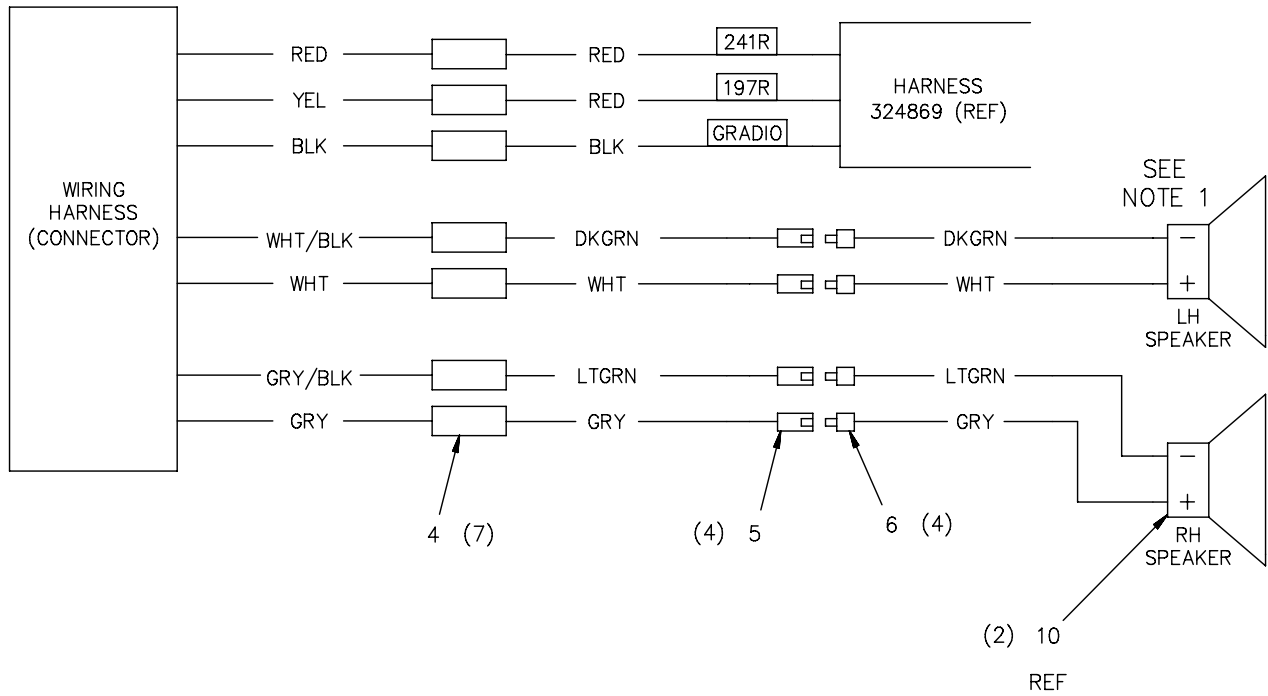 RED RED 241R
YEL RED 197R
HARNESS
324869 (REF)
BLK BLK GRADIO
WIRING
HARNESS
(CONNECTOR)
SEE
NOTE 1
WHT/BLK DKGRN DKGRN −
WHT WHT WHT +
LH
SPEAKER
GRY/BLK LTGRN LTGRN −
GRY GRY GRY +
RH
SPEAKER
4 (7) (4) 5 6 (4)
(2) 10
REF